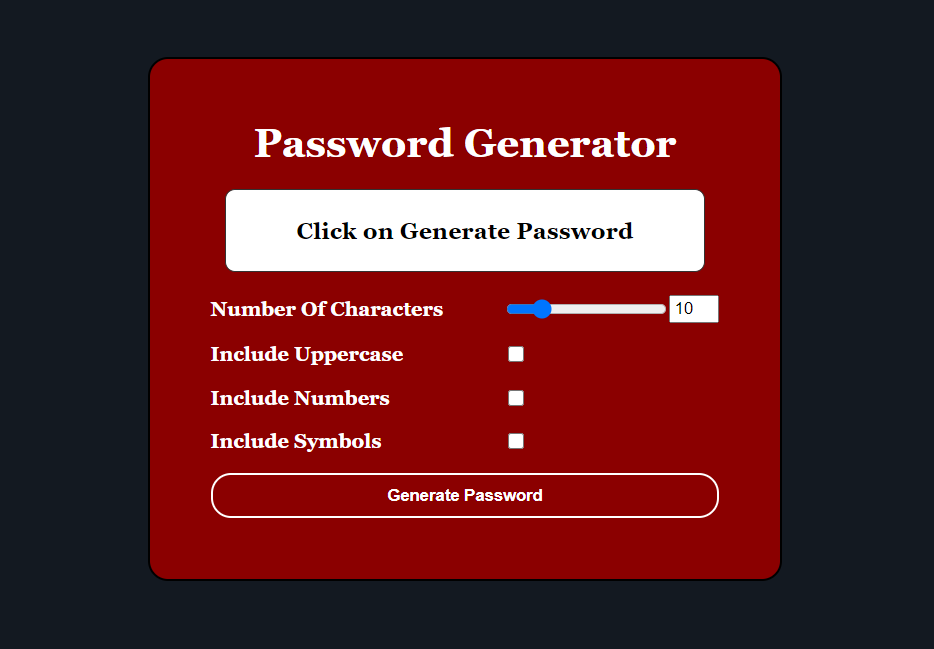 Password Generator
Click on Generate Password
Number Of Characters 10
Include Uppercase
Include Numbers
Include Symbols
Generate Password